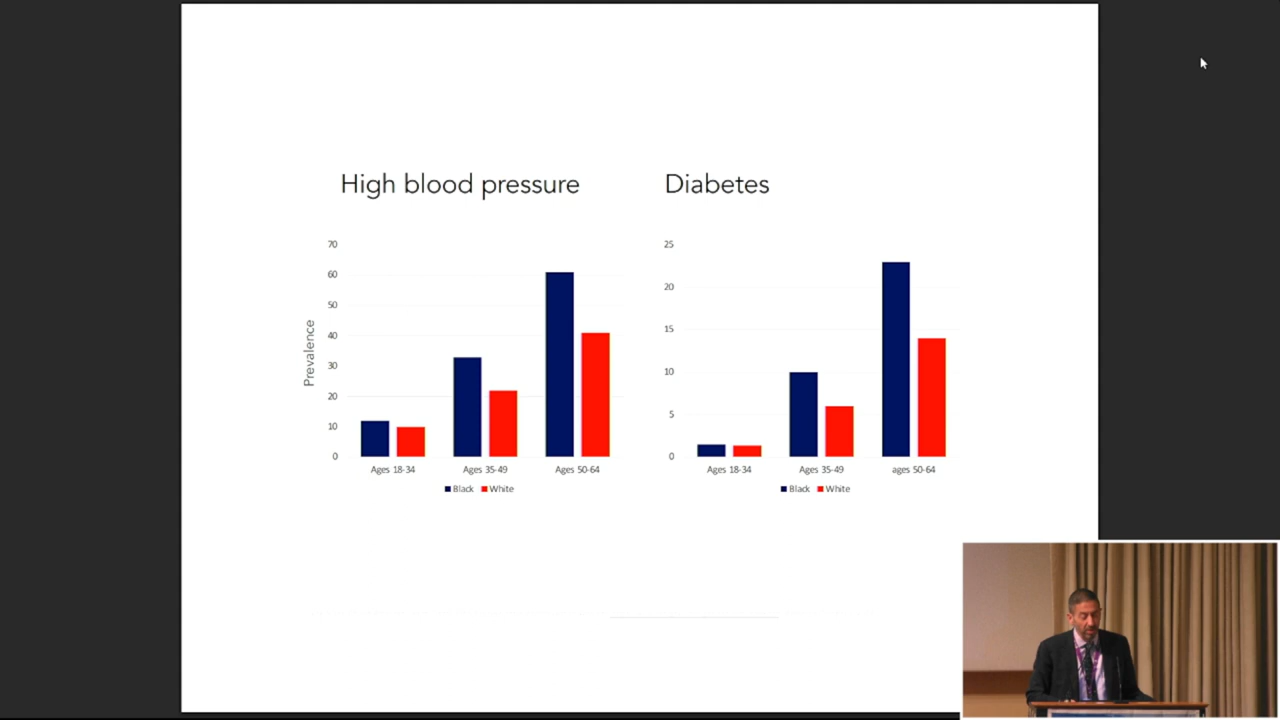 High blood pressure
70
60
50
40
30
20
10
0
Prevalence
Ages 18-34
Ages 35-49
Ages 50-64
Black
White
Diabetes
25
20
15
10
5
0
Ages 18-34
Ages 35-49
ages 50-64
Black
White